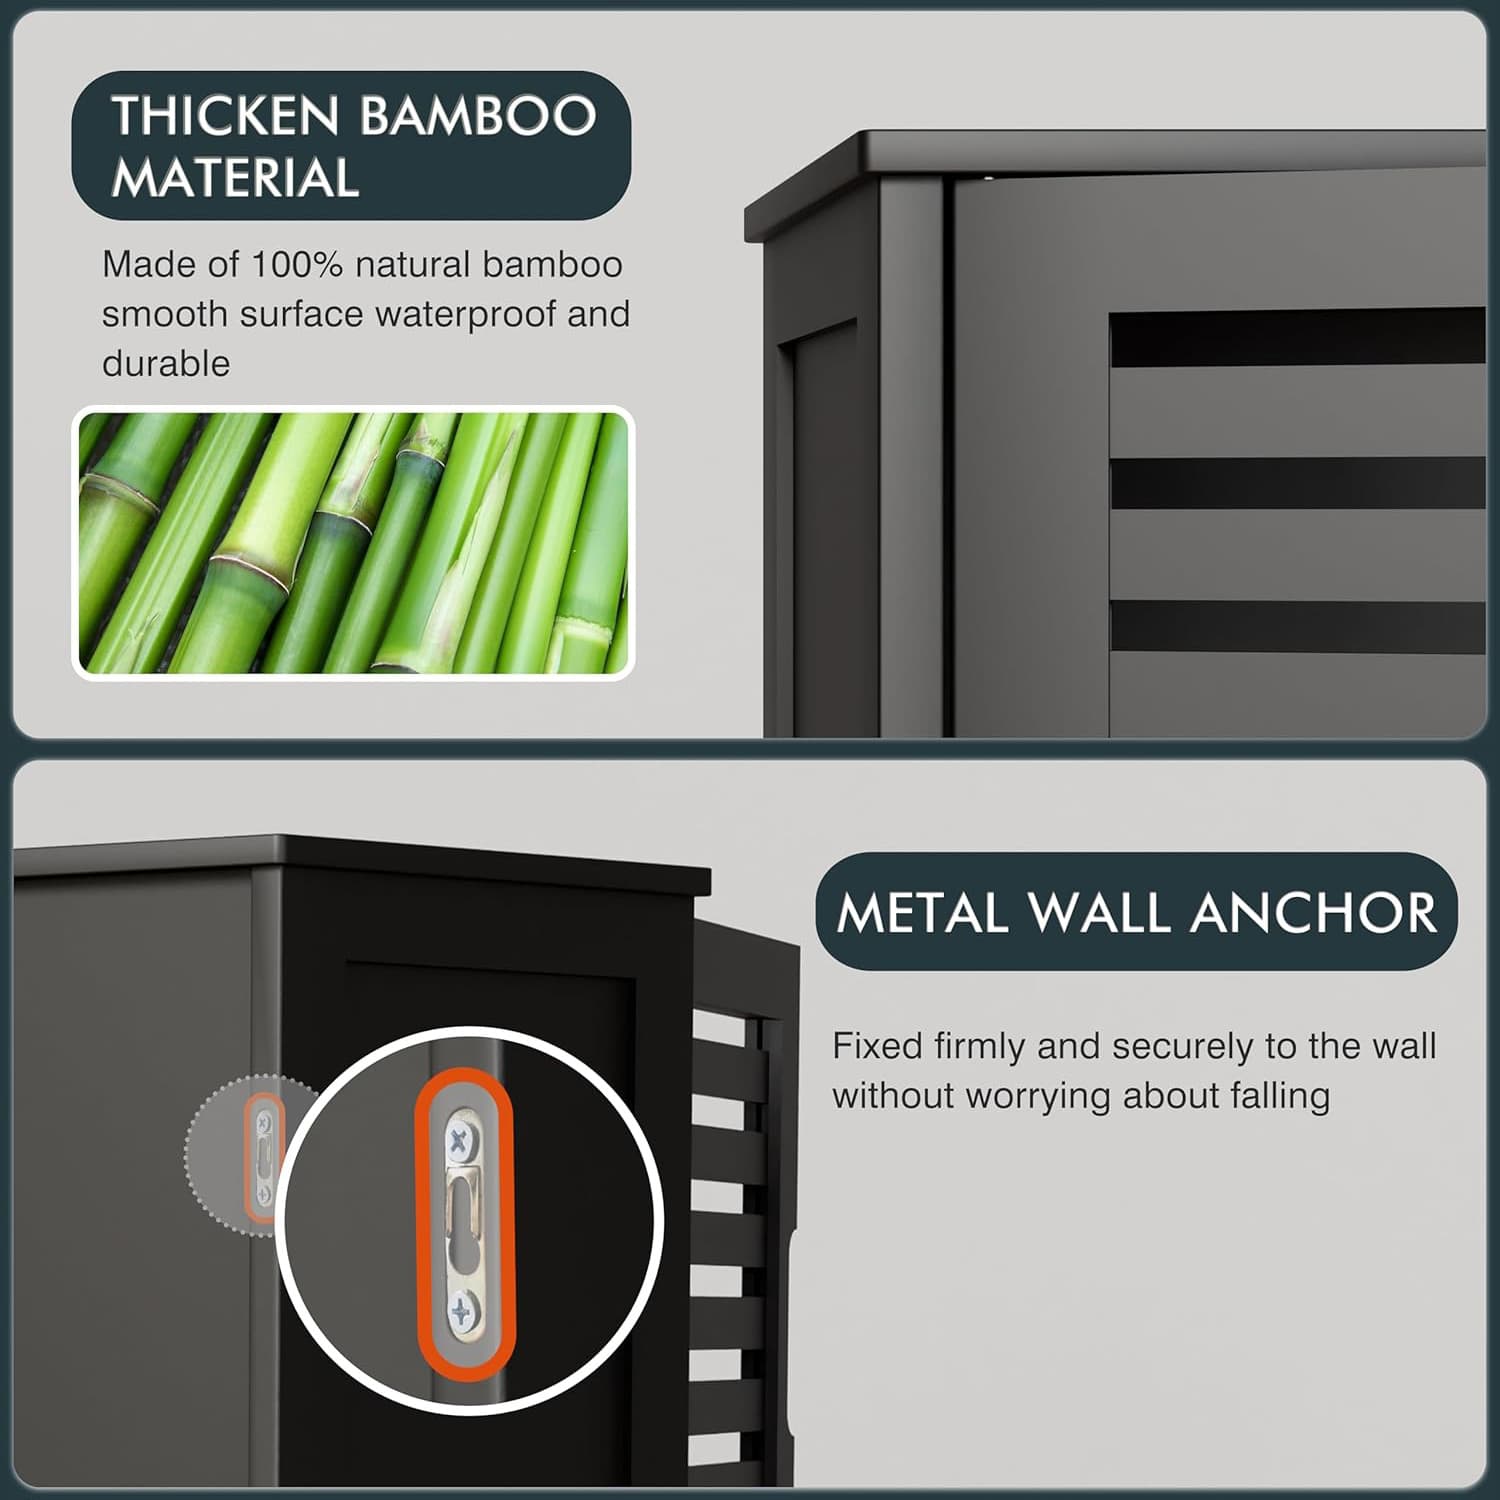 THICKEN BAMBOO
MATERIAL
Made of 100% natural bamboo
smooth surface waterproof and
durable
METAL WALL ANCHOR
Fixed firmly and securely to the wall
without worrying about falling